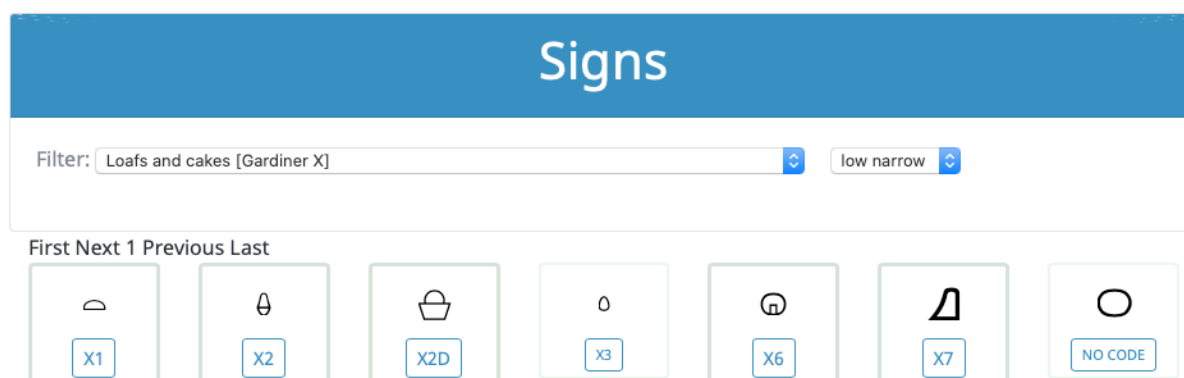 Signs
Filter: Loafs and cakes [Gardiner X] low narrow
First Next 1 Previous Last
X1 X2 X2D X3 X6 X7 NO CODE